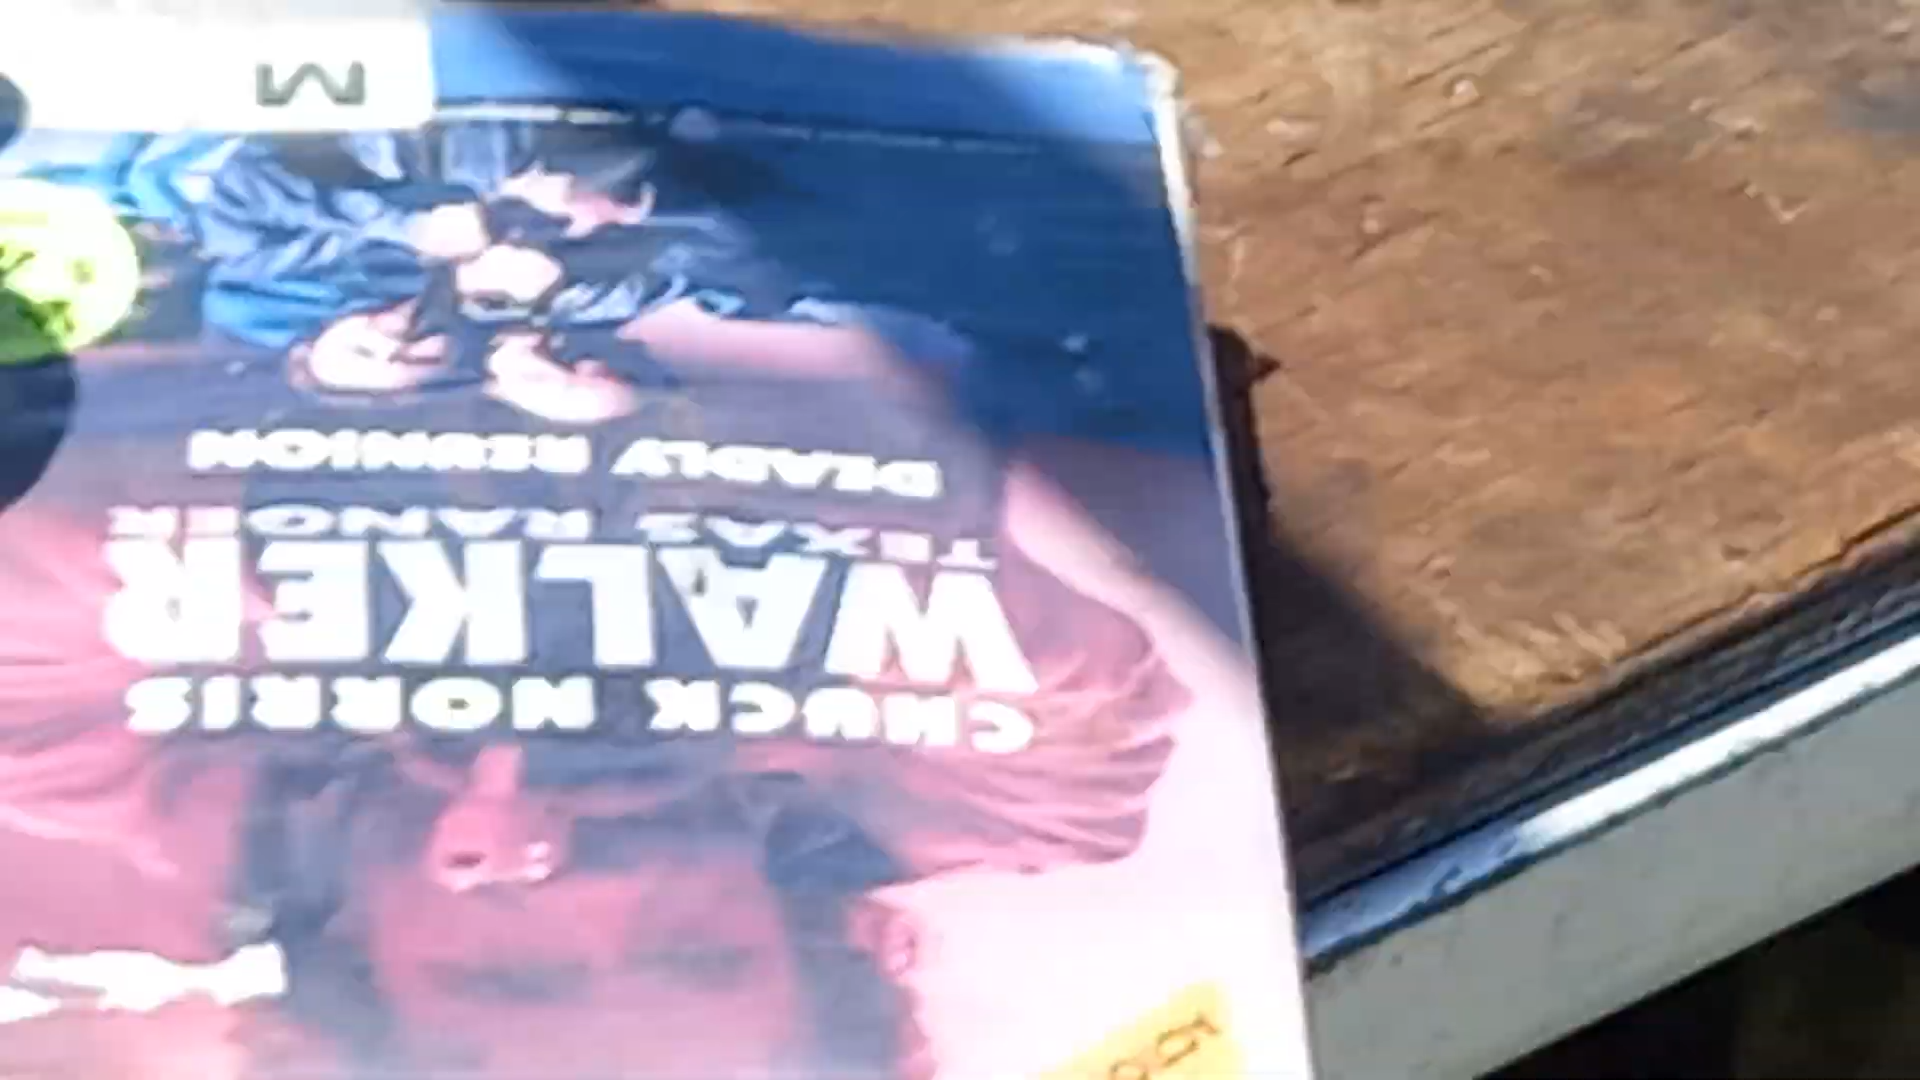 CHUCK NORRIS
WALKER
TEXAS RANGER
DEADLY REUNION
M